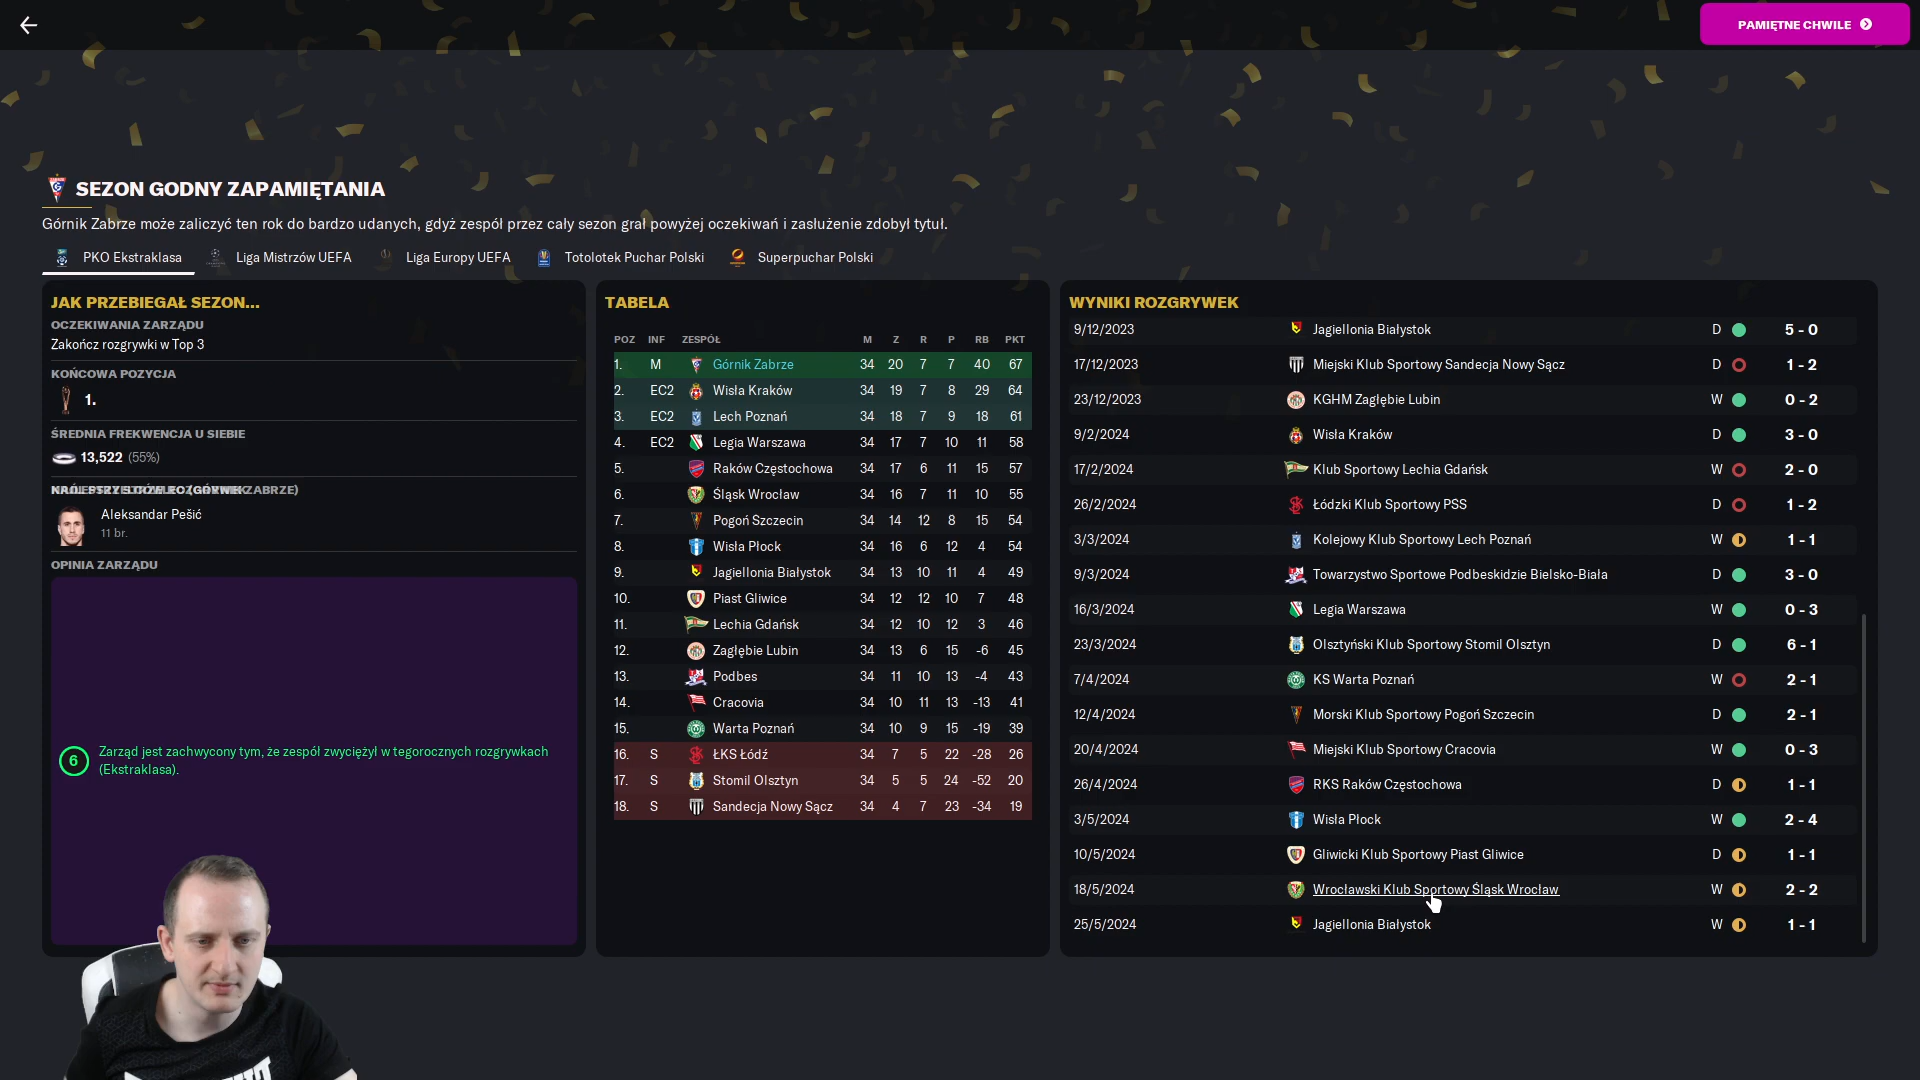 PAMIĘTNE CHWILE
SEZON GODNY ZAPAMIĘTANIA
Górnik Zabrze może zaliczyć ten rok do bardzo udanych, gdyż zespół przez cały sezon grał powyżej oczekiwań i zasłużenie zdobył tytuł.
PKO Ekstraklasa Liga Mistrzów UEFA Liga Europy UEFA Totolotek Puchar Polski Superpuchar Polski
JAK PRZEBIEGAŁ SEZON...
OCZEKIWANIA ZARZĄDU
Zakończ rozgrywki w Top 3
KOŃCOWA POZYCJA
1.
ŚREDNIA FREKWENCJA U SIEBIE
13,522 (55%)
Aleksandar Pešić
11 br.
OPINIA ZARZĄDU
6 Zarząd jest zachwycony tym, że zespół zwyciężył w tegorocznych rozgrywkach
(Ekstraklasa).
TABELA
POZ INF ZESPÓŁ M Z R P RB PKT
1. M Górnik Zabrze 34 20 7 7 40 67
2. EC2 Wisła Kraków 34 19 7 8 29 64
3. EC2 Lech Poznań 34 18 7 9 18 61
4. EC2 Legia Warszawa 34 17 7 10 11 58
5. Raków Częstochowa 34 17 6 11 15 57
6. Śląsk Wrocław 34 16 7 11 10 55
7. Pogoń Szczecin 34 14 12 8 15 54
8. Wisła Płock 34 16 6 12 4 54
9. Jagiellonia Białystok 34 13 10 11 4 49
10. Piast Gliwice 34 12 12 10 7 48
11. Lechia Gdańsk 34 12 10 12 3 46
12. Zagłębie Lubin 34 13 6 15 -6 45
13. Podbes 34 11 10 13 -4 43
14. Cracovia 34 10 11 13 -13 41
15. Warta Poznań 34 10 9 15 -19 39
16. S ŁKS Łódź 34 7 5 22 -28 26
17. S Stomil Olsztyn 34 5 5 24 -52 20
18. S Sandecja Nowy Sącz 34 4 7 23 -34 19
WYNIKI ROZGRYWEK
9/12/2023 Jagiellonia Białystok D 5 - 0
17/12/2023 Miejski Klub Sportowy Sandecja Nowy Sącz D 1 - 2
23/12/2023 KGHM Zagłębie Lubin W 0 - 2
9/2/2024 Wisła Kraków D 3 - 0
17/2/2024 Klub Sportowy Lechia Gdańsk W 2 - 0
26/2/2024 Łódzki Klub Sportowy PSS D 1 - 2
3/3/2024 Kolejowy Klub Sportowy Lech Poznań W 1 - 1
9/3/2024 Towarzystwo Sportowe Podbeskidzie Bielsko-Biała D 3 - 0
16/3/2024 Legia Warszawa W 0 - 3
23/3/2024 Olsztyński Klub Sportowy Stomil Olsztyn D 6 - 1
7/4/2024 KS Warta Poznań W 2 - 1
12/4/2024 Morski Klub Sportowy Pogoń Szczecin D 2 - 1
20/4/2024 Miejski Klub Sportowy Cracovia W 0 - 3
26/4/2024 RKS Raków Częstochowa D 1 - 1
3/5/2024 Wisła Płock W 2 - 4
10/5/2024 Gliwicki Klub Sportowy Piast Gliwice D 1 - 1
18/5/2024 Wrocławski Klub Sportowy Śląsk Wrocław W 2 - 2
25/5/2024 Jagiellonia Białystok W 1 - 1